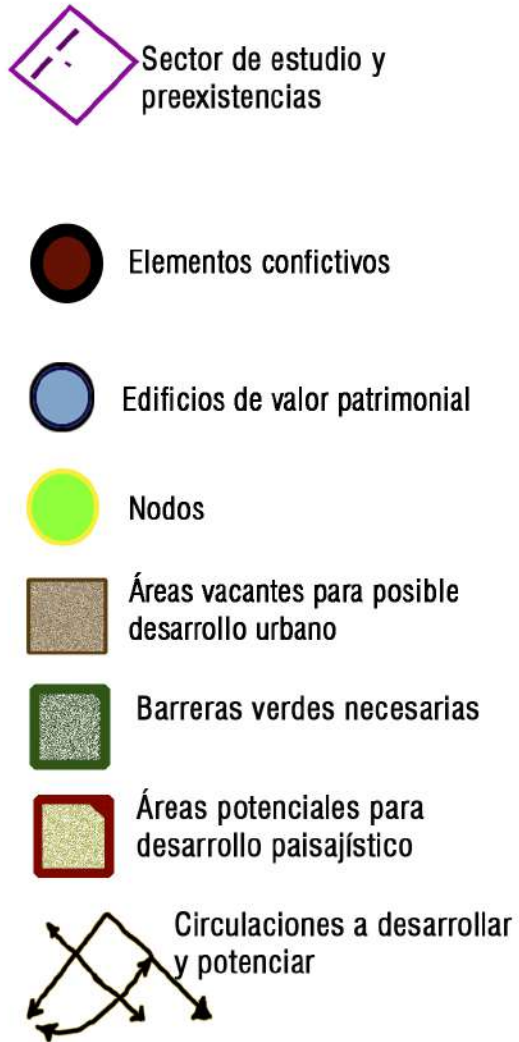 Sector de estudio y
preexistencias
Elementos confictivos
Edificios de valor patrimonial
Nodos
Áreas vacantes para posible
desarrollo urbano
Barreras verdes necesarias
Áreas potenciales para
desarrollo paisajístico
Circulaciones a desarrollar
y potenciar